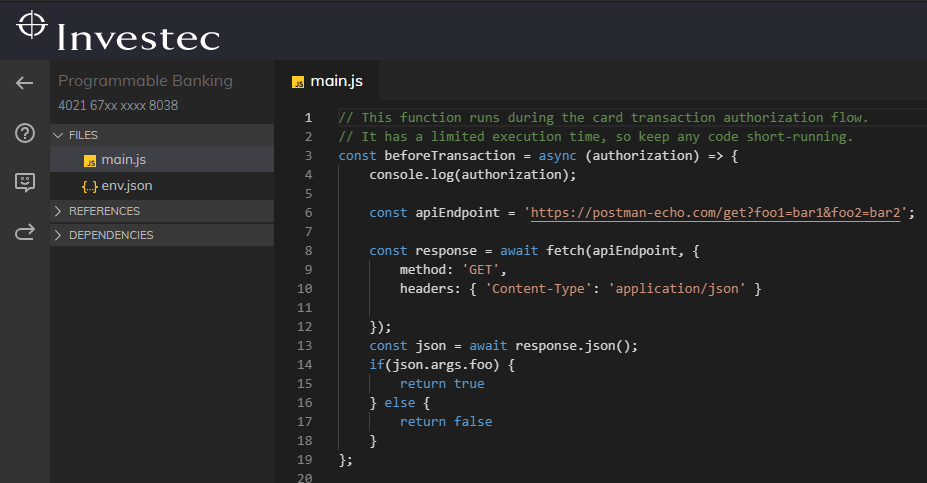 Investec
Programmable Banking
4021 67xx xxxx 8038
FILES
JS main.js
{..} env.json
REFERENCES
DEPENDENCIES
JS main.js
1 // This function runs during the card transaction authorization flow.
2 // It has a limited execution time, so keep any code short-running.
3 const beforeTransaction = async (authorization) => {
4 console.log(authorization);
5
6 const apiEndpoint = 'https://postman-echo.com/get?foo1=bar1&foo2=bar2';
7
8 const response = await fetch(apiEndpoint, {
9 method: 'GET',
10 headers: { 'Content-Type': 'application/json' }
11
12 });
13 const json = await response.json();
14 if(json.args.foo) {
15 return true
16 } else {
17 return false
18 }
19 };
20